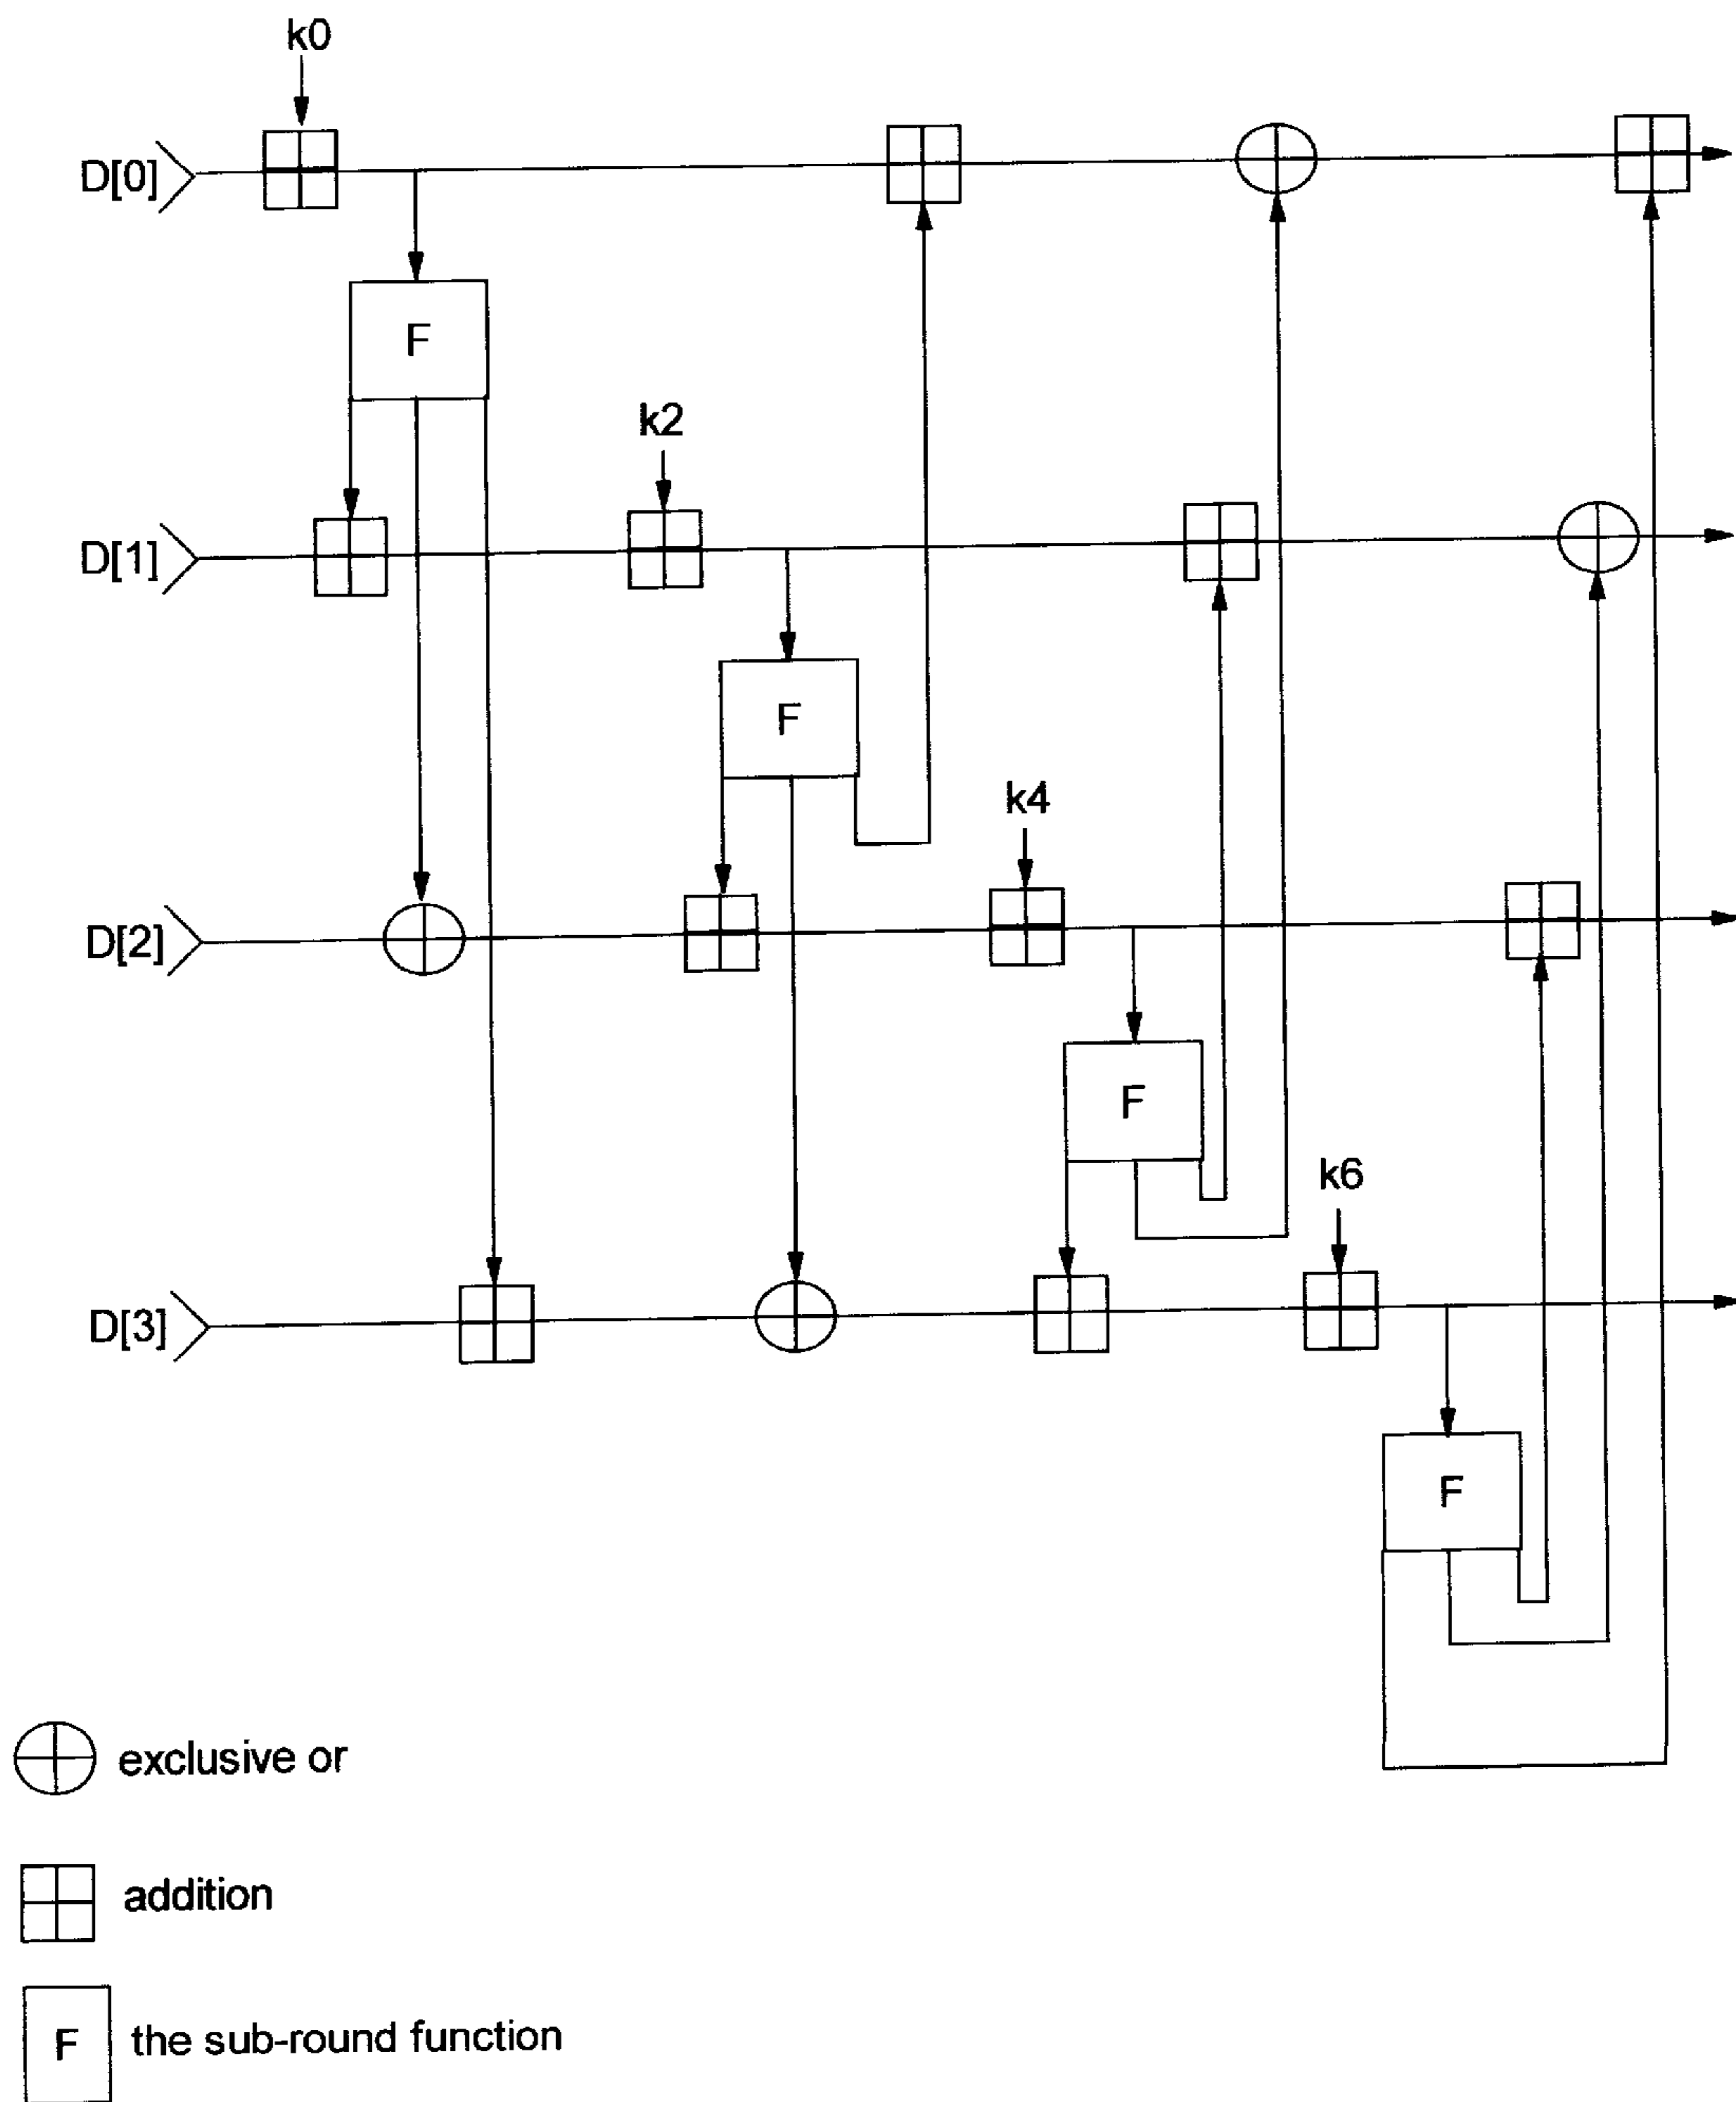 k0
D[0]
F
k2
D[1]
F
k4
D[2]
F
k6
D[3]
F
exclusive or
addition
F the sub-round function